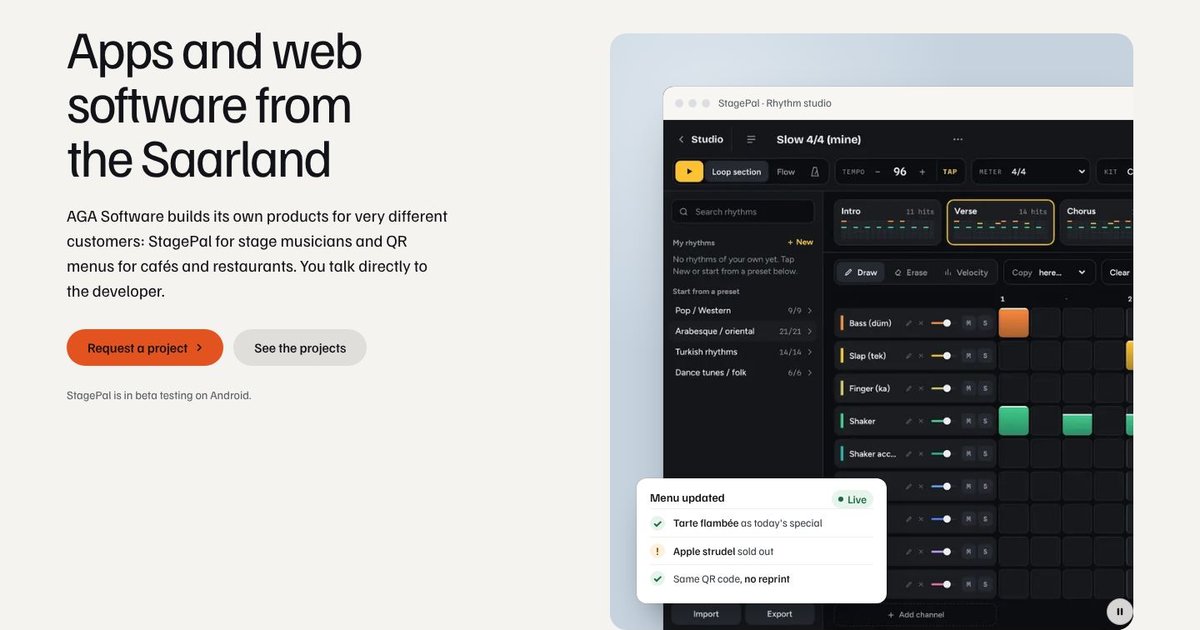 Apps and web
software from
the Saarland
AGA Software builds its own products for very different
customers: StagePal for stage musicians and QR
menus for cafés and restaurants. You talk directly to
the developer.
Request a project
See the projects
StagePal is in beta testing on Android.
StagePal · Rhythm studio
Studio
Slow 4/4 (mine)
Loop section
Flow
TEMPO − 96 + TAP
METER 4/4
KIT
Search rhythms
My rhythms
+ New
No rhythms of your own yet. Tap
New or start from a preset below.
Start from a preset
Pop / Western 9/9
Arabesque / oriental 21/21
Turkish rhythms 14/14
Dance tunes / folk 6/6
Intro 11 hits
Verse 14 hits
Chorus
Draw
Erase
Velocity
Copy here...
Clear
1 2
Bass (düm) M S
Slap (tek) M S
Finger (ka) M S
Shaker M S
Shaker acc... M S
M S
M S
M S
M S
Menu updated
Live
Tarte flambée as today's special
Apple strudel sold out
Same QR code, no reprint
Import
Export
+ Add channel